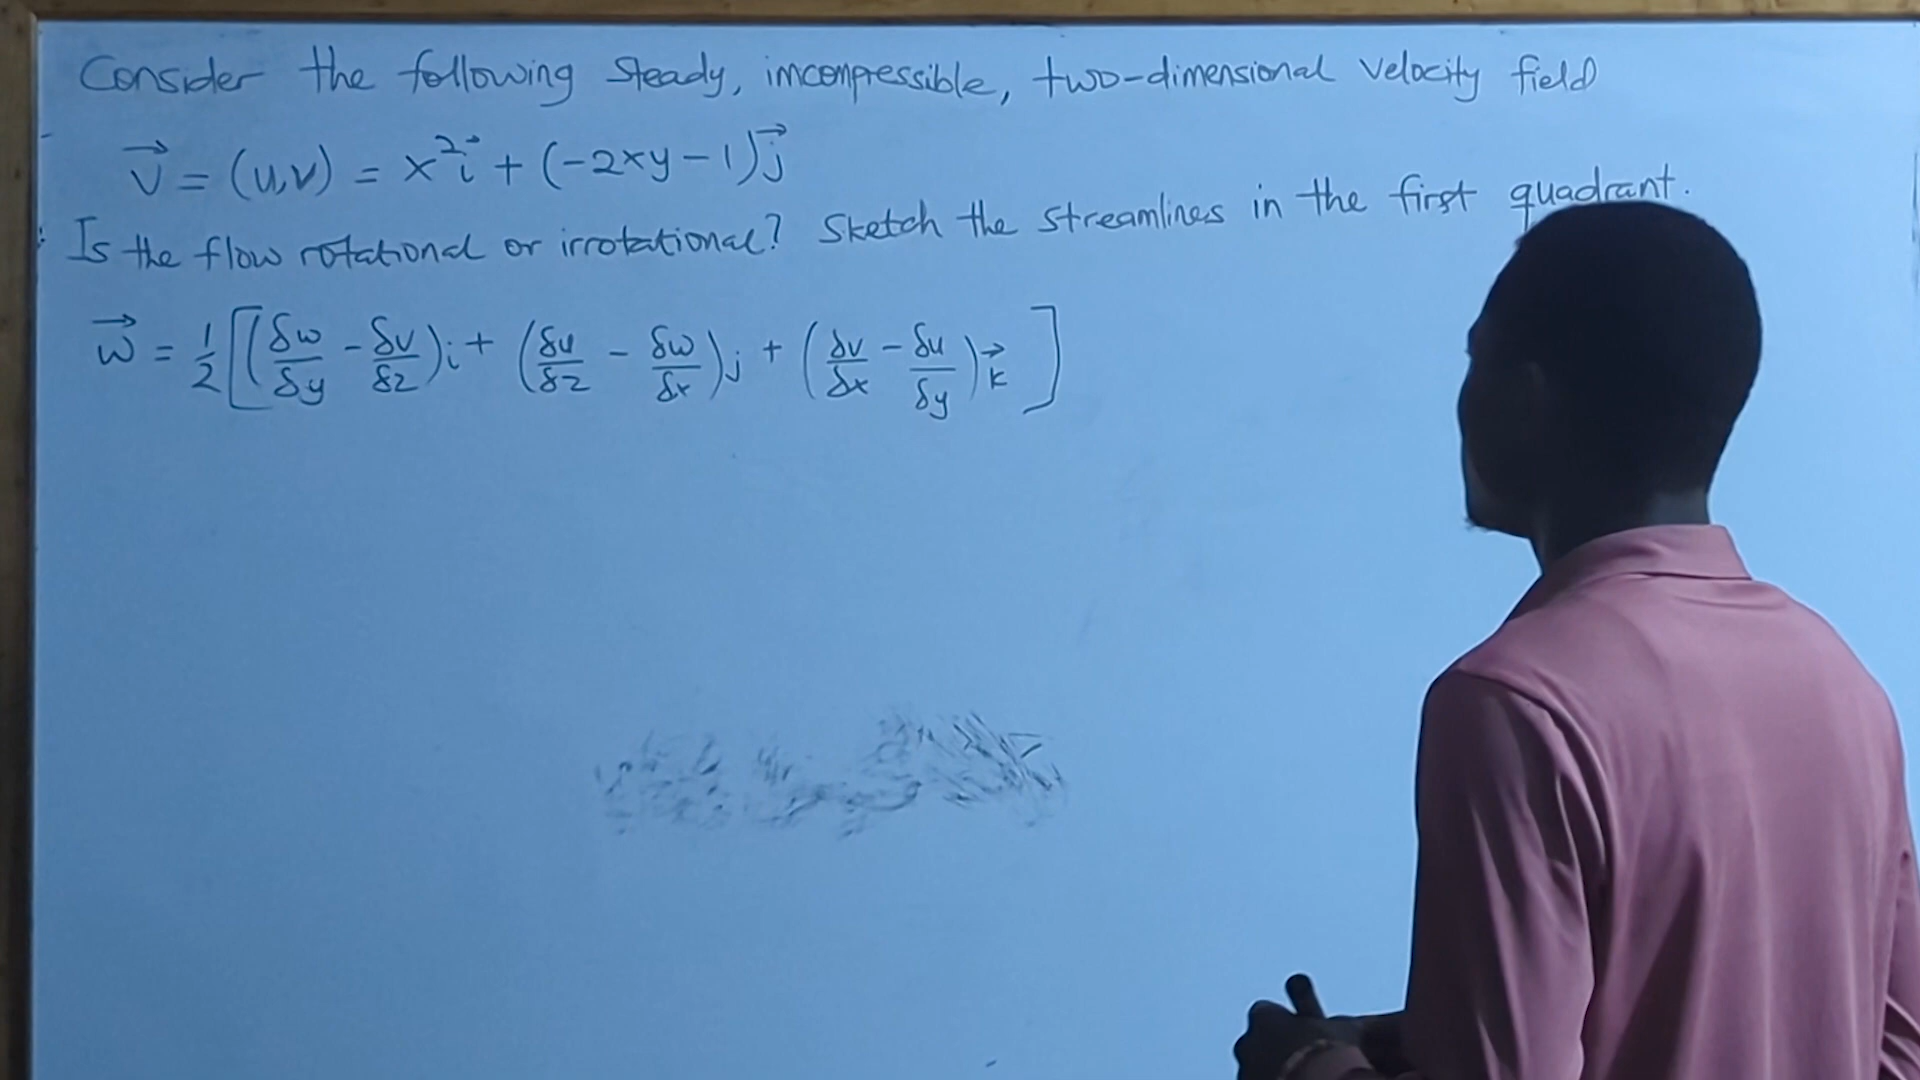 Consider the following steady, imcompressible, two-dimensional velocity field
V⃗ = (u,v) = x²i⃗ + (-2xy-1)j⃗
Is the flow rotational or irrotational? Sketch the streamlines in the first quadrant.
w⃗ = 1/2[(δw/δy - δv/δz)i + (δu/δz - δw/δx)j + (δv/δx - δu/δy)k⃗]